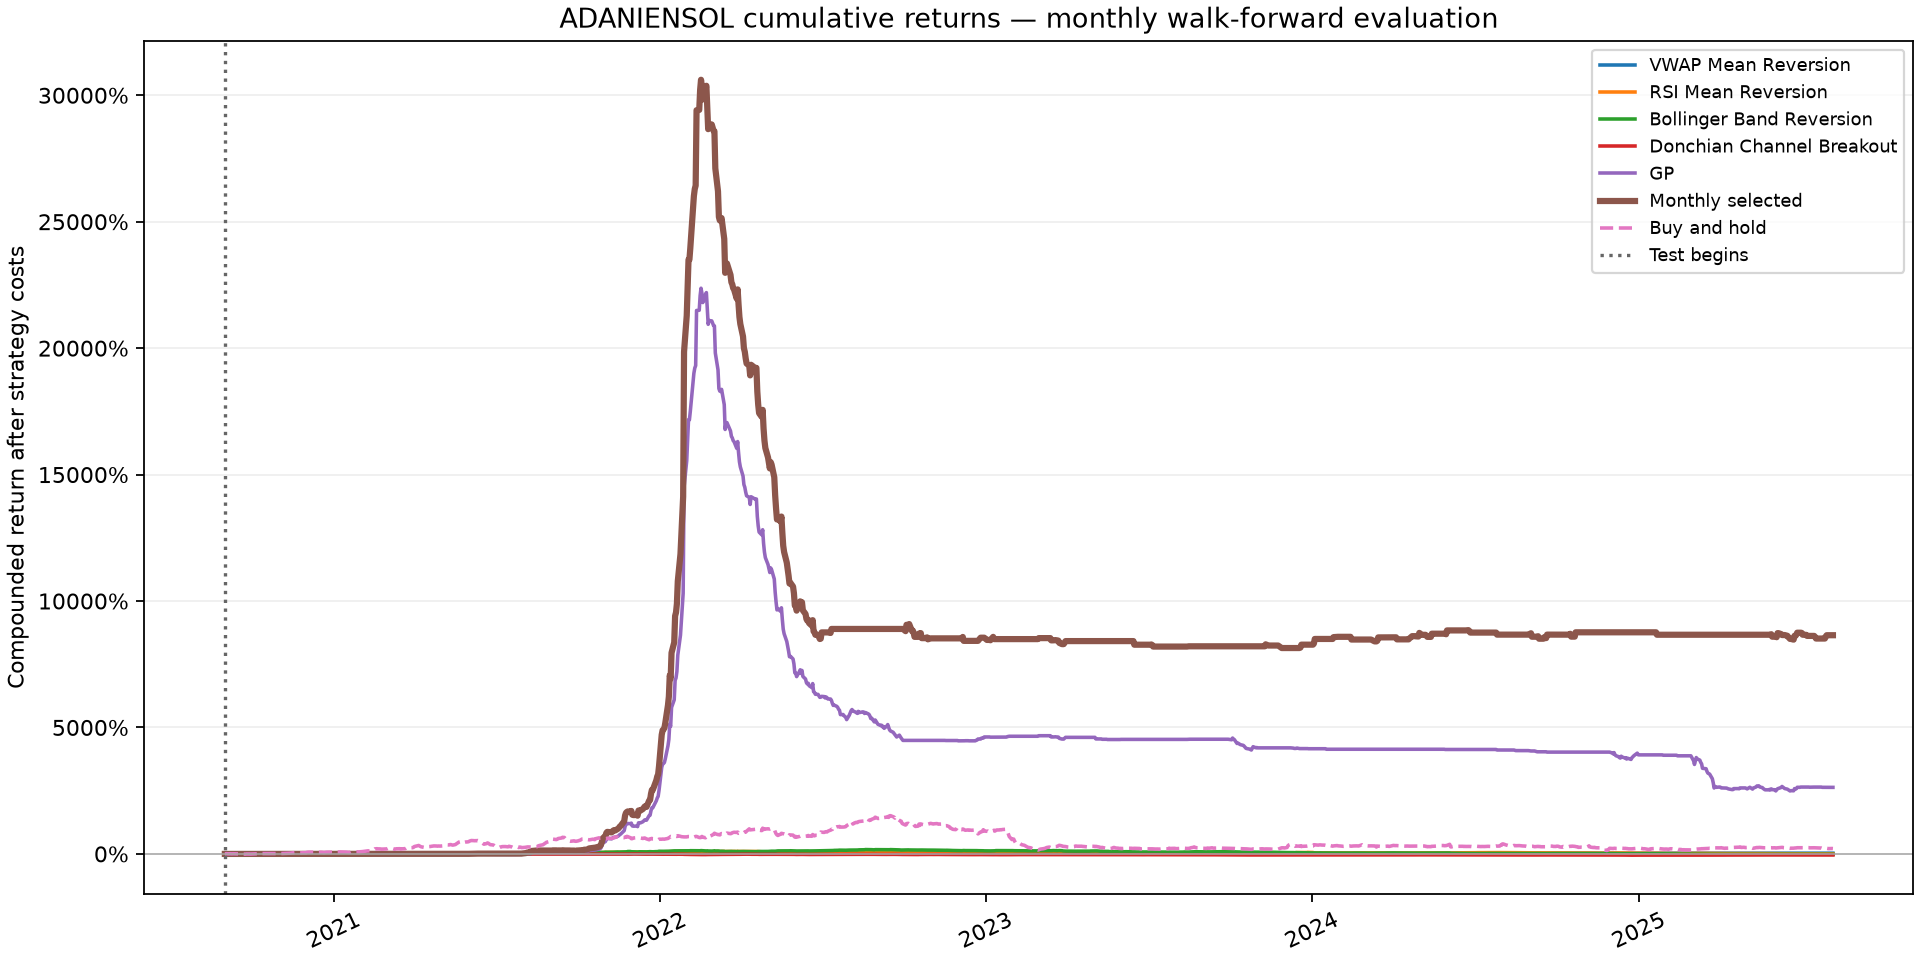 ADANIENSOL cumulative returns — monthly walk-forward evaluation
Compounded return after strategy costs
30000%
25000%
20000%
15000%
10000%
5000%
0%
2021
2022
2023
2024
2025
VWAP Mean Reversion
RSI Mean Reversion
Bollinger Band Reversion
Donchian Channel Breakout
GP
Monthly selected
Buy and hold
Test begins